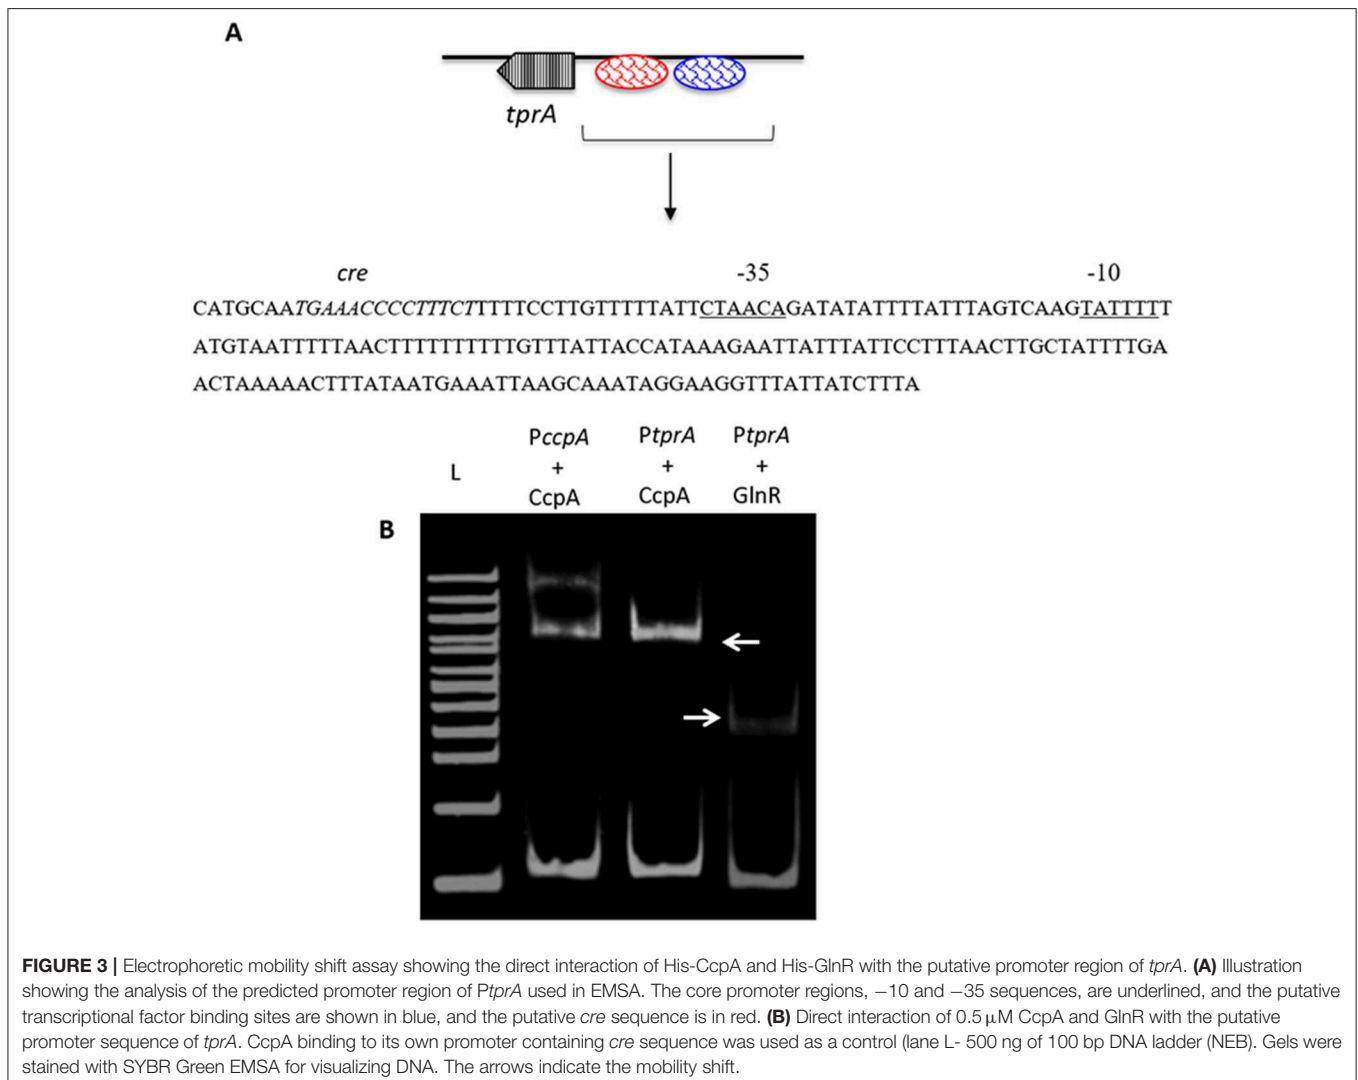 A
tprA
cre -35 -10
CATGCAATGAAACCCCTTTCTTTTTCCTTGTTTTTATTCTAACAGATATATTTTATTTAGTCAAGTATTTTT
ATGTAATTTTTAACTTTTTTTTTTGTTTATTACCATAAAGAATTATTTATTCCTTTAACTTGCTATTTTGA
ACTAAAAACTTTATAATGAAATTAAGCAAATAGGAAGGTTTATTATCTTTA
PccpA PtprA PtprA
L + + +
CcpA CcpA GlnR
B
FIGURE 3 | Electrophoretic mobility shift assay showing the direct interaction of His-CcpA and His-GlnR with the putative promoter region of tprA. (A) Illustration
showing the analysis of the predicted promoter region of PtprA used in EMSA. The core promoter regions, −10 and −35 sequences, are underlined, and the putative
transcriptional factor binding sites are shown in blue, and the putative cre sequence is in red. (B) Direct interaction of 0.5 μM CcpA and GlnR with the putative
promoter sequence of tprA. CcpA binding to its own promoter containing cre sequence was used as a control (lane L- 500 ng of 100 bp DNA ladder (NEB). Gels were
stained with SYBR Green EMSA for visualizing DNA. The arrows indicate the mobility shift.